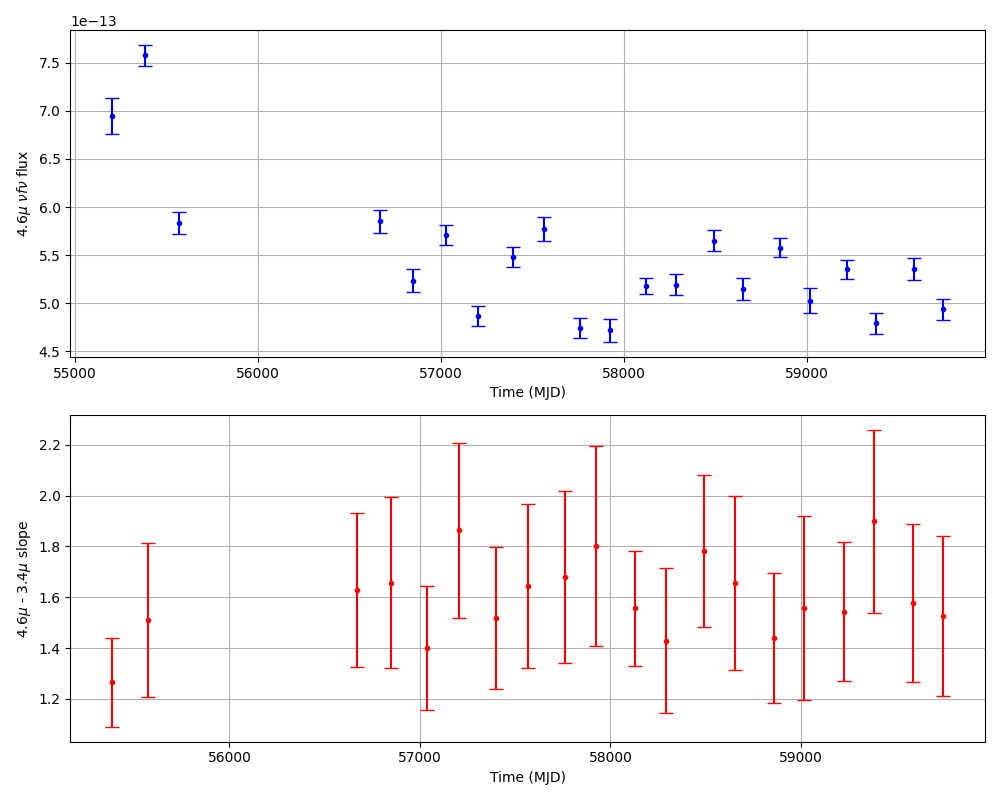 1e−13
7.5
7.0
6.5
6.0
5.5
5.0
4.5
4.6μ νfν flux
55000 56000 57000 58000 59000
Time (MJD)
2.2
2.0
1.8
1.6
1.4
1.2
4.6μ - 3.4μ slope
56000 57000 58000 59000
Time (MJD)